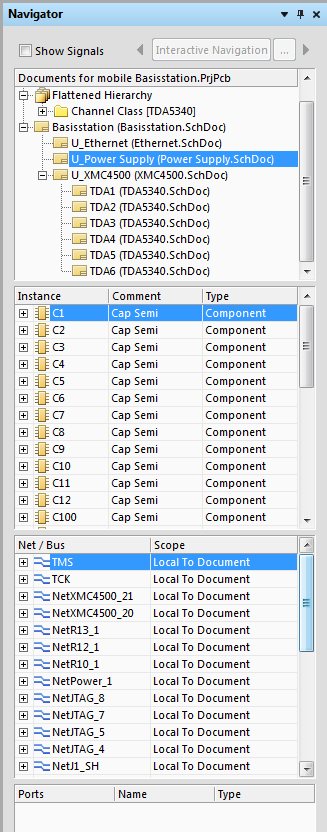 Navigator
Show Signals
Interactive Navigation
...
Documents for mobile Basisstation.PrjPcb
Flattened Hierarchy
Channel Class [TDA5340]
Basisstation (Basisstation.SchDoc)
U_Ethernet (Ethernet.SchDoc)
U_Power Supply (Power Supply.SchDoc)
U_XMC4500 (XMC4500.SchDoc)
TDA1 (TDA5340.SchDoc)
TDA2 (TDA5340.SchDoc)
TDA3 (TDA5340.SchDoc)
TDA4 (TDA5340.SchDoc)
TDA5 (TDA5340.SchDoc)
TDA6 (TDA5340.SchDoc)
Instance Comment Type
C1 Cap Semi Component
C2 Cap Semi Component
C3 Cap Semi Component
C4 Cap Semi Component
C5 Cap Semi Component
C6 Cap Semi Component
C7 Cap Semi Component
C8 Cap Semi Component
C9 Cap Semi Component
C10 Cap Semi Component
C11 Cap Semi Component
C12 Cap Semi Component
C100 Cap Semi Component
Net / Bus Scope
TMS Local To Document
TCK Local To Document
NetXMC4500_21 Local To Document
NetXMC4500_20 Local To Document
NetR13_1 Local To Document
NetR12_1 Local To Document
NetR10_1 Local To Document
NetPower_1 Local To Document
NetJTAG_8 Local To Document
NetJTAG_7 Local To Document
NetJTAG_5 Local To Document
NetJTAG_4 Local To Document
NetJ1_SH Local To Document
Ports Name Type